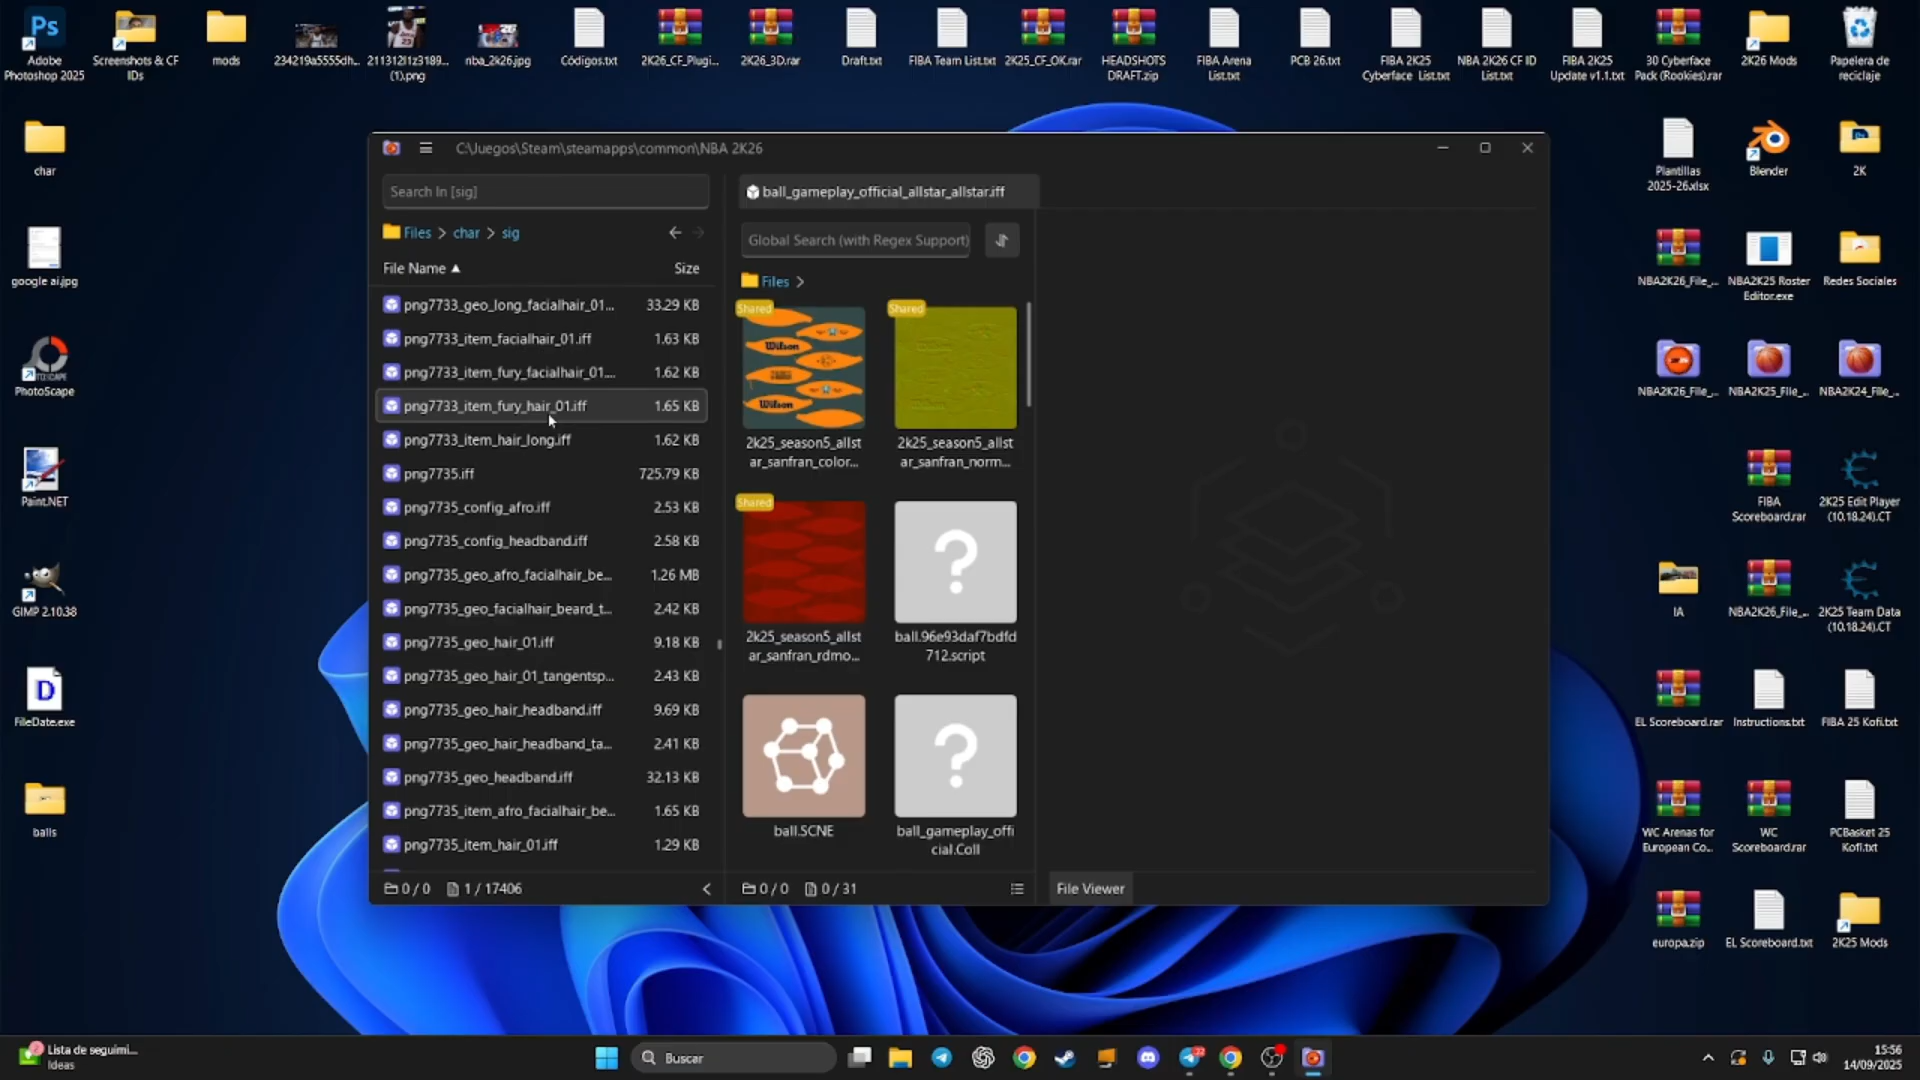 Adobe
Photoshop 2025
Screenshots & CF
IDs
mods
234219a5555dh...
211312l1z3189...
(1).png
nba_2k26.jpg
Códigos.txt
2K26_CF_Plugi...
2K26_3D.rar
Draft.txt
FIBA Team List.txt
2K25_CF_OK.rar
HEADSHOTS
DRAFT.zip
FIBA Arena
List.txt
PCB 26.txt
FIBA 2K25
Cyberface List.txt
NBA 2K26 CF ID
List.txt
FIBA 2K25
Update v1.1.txt
30 Cyberface
Pack (Rookies).rar
2K26 Mods
Papelera de
reciclaje
char
google ai.jpg
PhotoScape
Paint.NET
GIMP 2.10.38
FileDate.exe
balls
C:\Juegos\Steam\steamapps\common\NBA 2K26
Search In [sig]
Files > char > sig
File Name Size
png7733_geo_long_facialhair_01... 33.29 KB
png7733_item_facialhair_01.iff 1.63 KB
png7733_item_fury_facialhair_01... 1.62 KB
png7733_item_fury_hair_01.iff 1.65 KB
png7733_item_hair_long.iff 1.62 KB
png7735.iff 725.79 KB
png7735_config_afro.iff 2.53 KB
png7735_config_headband.iff 2.58 KB
png7735_geo_afro_facialhair_be... 1.26 MB
png7735_geo_facialhair_beard_t... 2.42 KB
png7735_geo_hair_01.iff 9.18 KB
png7735_geo_hair_01_tangentsp... 2.43 KB
png7735_geo_hair_headband.iff 9.69 KB
png7735_geo_hair_headband_ta... 2.41 KB
png7735_geo_headband.iff 32.13 KB
png7735_item_afro_facialhair_be... 1.65 KB
png7735_item_hair_01.iff 1.29 KB
0 / 0 1 / 17406
ball_gameplay_official_allstar_allstar.iff
Global Search (with Regex Support)
Files >
Shared
Wilson
Wilson
2k25_season5_allst
ar_sanfran_color...
Shared
2k25_season5_allst
ar_sanfran_norm...
Shared
2k25_season5_allst
ar_sanfran_rdmo...
ball.96e93daf7bdfd
712.script
ball.SCNE
ball_gameplay_offi
cial.Coll
0 / 0 0 / 31
File Viewer
Plantillas
2025-26.xlsx
Blender
2K
NBA2K26_File_...
NBA2K25 Roster
Editor.exe
Redes Sociales
NBA2K26_File_...
NBA2K25_File_...
NBA2K24_File_...
FIBA
Scoreboard.rar
2K25 Edit Player
(10.18.24).CT
IA
NBA2K26_File_...
2K25 Team Data
(10.18.24).CT
EL Scoreboard.rar
Instructions.txt
FIBA 25 Kofi.txt
WC Arenas for
European Co...
WC
Scoreboard.rar
PCBasket 25
Kofi.txt
europa.zip
EL Scoreboard.txt
2K25 Mods
Lista de seguimi...
Ideas
Buscar
15:56
14/09/2025